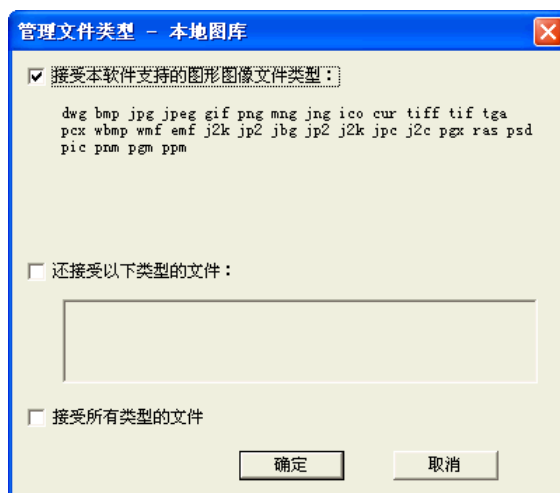 管理文件类型 - 本地图库
接受本软件支持的图形图像文件类型：
dwg bmp jpg jpeg gif png mng jng ico cur tiff tif tga
pcx wbmp wmf emf j2k jp2 jbg jp2 j2k jpc j2c pgx ras psd
pic pnm pgm ppm
还接受以下类型的文件：
接受所有类型的文件
确定
取消